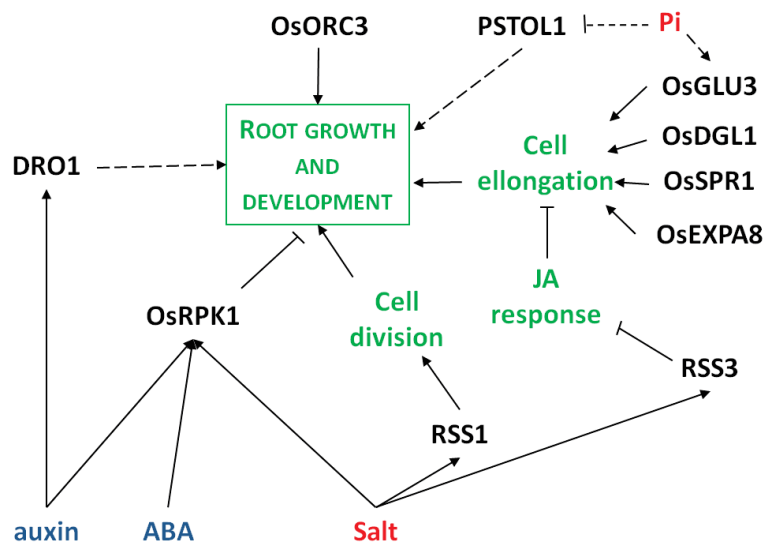 OsORC3
PSTOL1
Pi
OsGLU3
ROOT GROWTH
AND
DEVELOPMENT
Cell
ellongation
OsDGL1
DRO1
OsSPR1
OsEXPA8
JA
response
OsRPK1
Cell
division
RSS3
RSS1
auxin
ABA
Salt